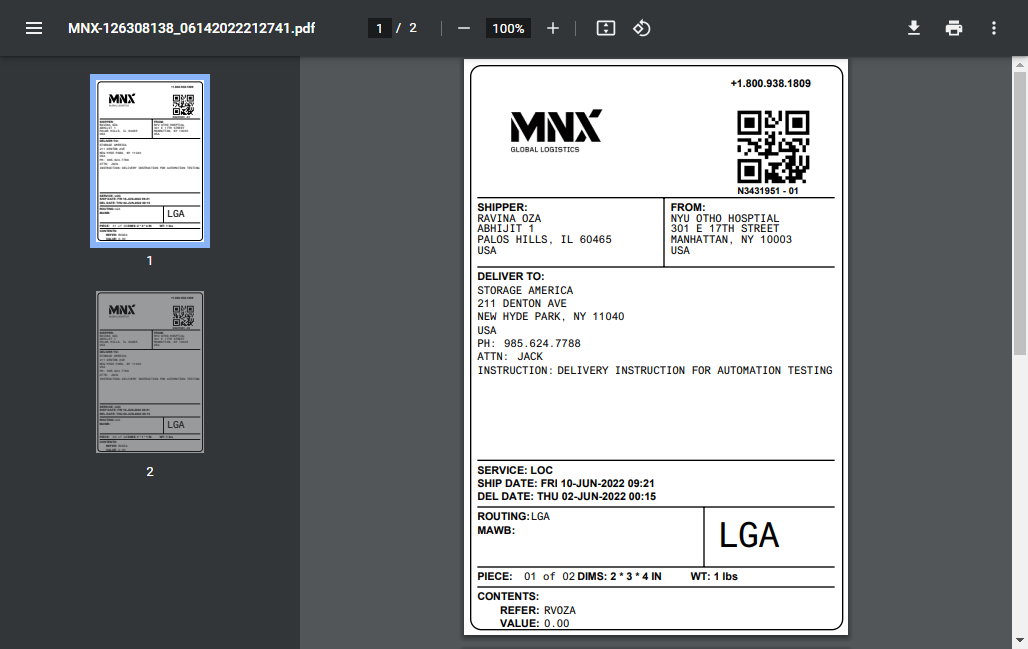 MNX-126308138_06142022212741.pdf
1 / 2
100%
1
2
+1.800.938.1809
MNX
GLOBAL LOGISTICS
N3431951 - 01
SHIPPER:
RAVINA OZA
ABHIJIT 1
PALOS HILLS, IL 60465
USA
FROM:
NYU OTHO HOSPTIAL
301 E 17TH STREET
MANHATTAN, NY 10003
USA
DELIVER TO:
STORAGE AMERICA
211 DENTON AVE
NEW HYDE PARK, NY 11040
USA
PH: 985.624.7788
ATTN: JACK
INSTRUCTION: DELIVERY INSTRUCTION FOR AUTOMATION TESTING
SERVICE: LOC
SHIP DATE: FRI 10-JUN-2022 09:21
DEL DATE: THU 02-JUN-2022 00:15
ROUTING: LGA
MAWB:
LGA
PIECE: 01 of 02 DIMS: 2 * 3 * 4 IN WT: 1 lbs
CONTENTS:
REFER: RVOZA
VALUE: 0.00